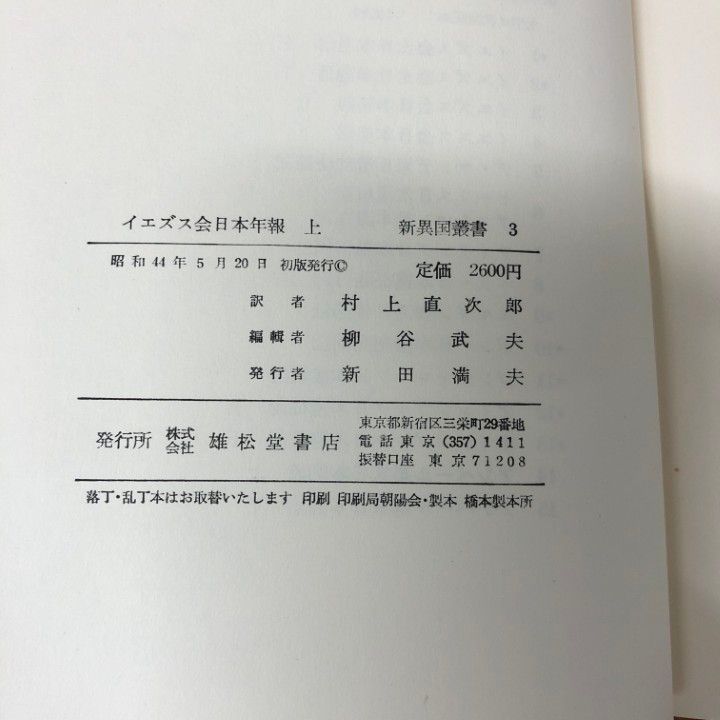 イエズス会日本年報 上 新異国叢書 3
昭和44年5月20日 初版発行© 定価 2600円
訳者 村上直次郎
編輯者 柳谷武夫
発行者 新田満夫
発行所 株式会社 雄松堂書店
東京都新宿区三栄町29番地
電話 東京(357)1411
振替口座 東京71208
落丁・乱丁本はお取替いたします 印刷 印刷局朝陽会・製本 橋本製本所